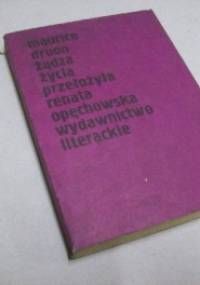 maurice
druon
żądza
życia
przełożyła
renata
opęchowska
wydawnictwo
literackie